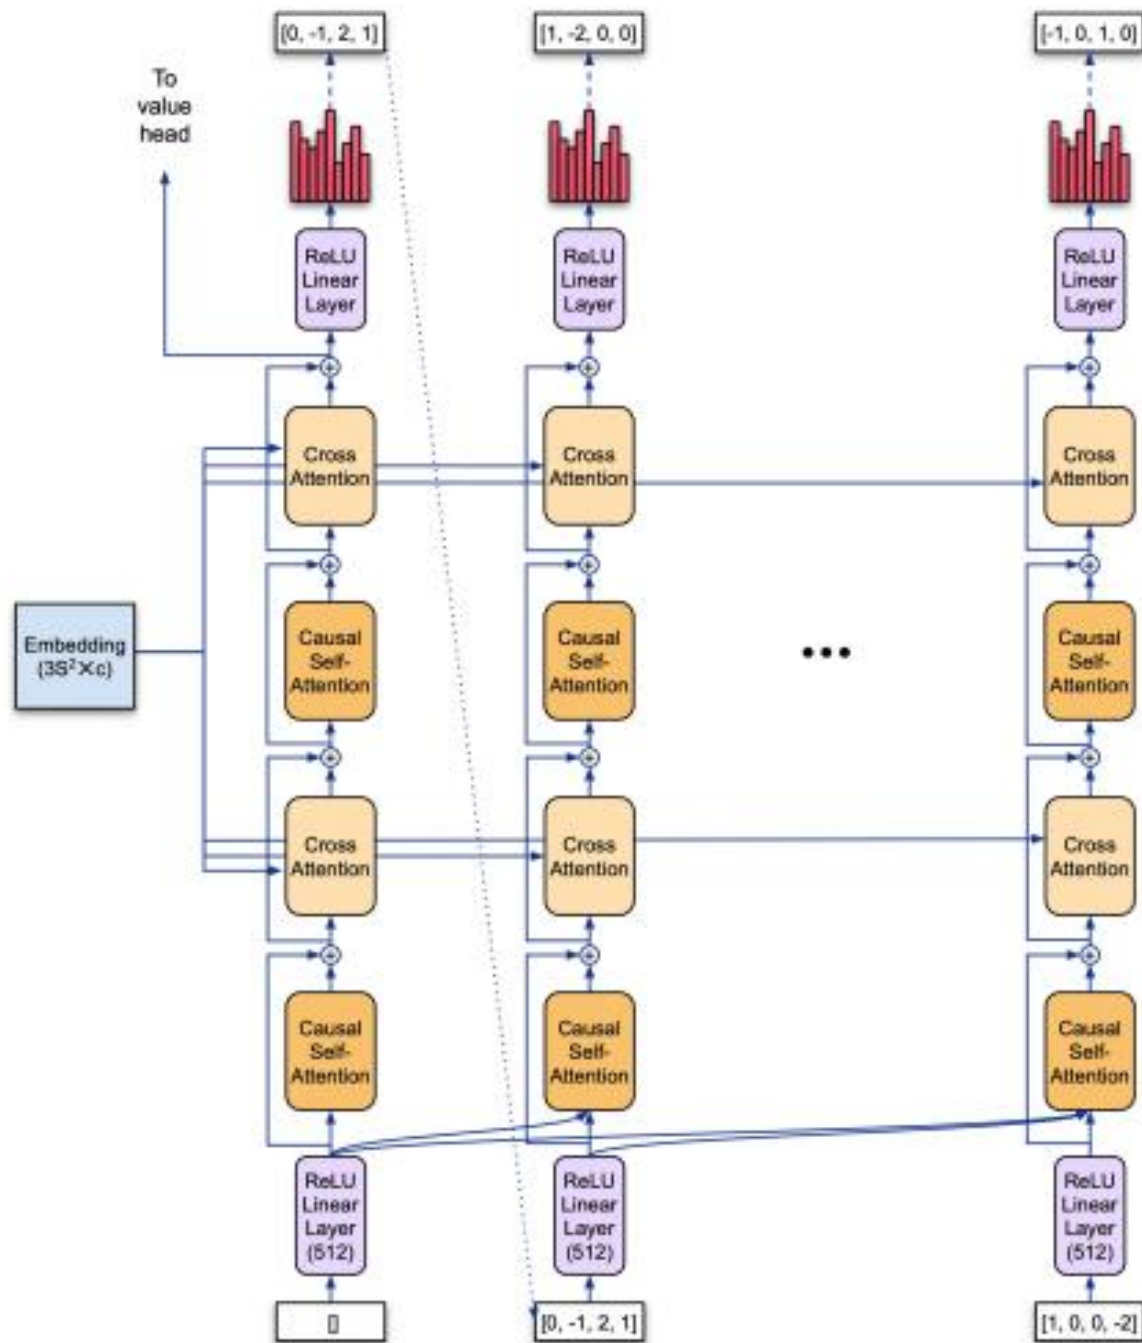 [0, -1, 2, 1]
[1, -2, 0, 0]
[-1, 0, 1, 0]
To
value
head
ReLU
Linear
Layer
ReLU
Linear
Layer
ReLU
Linear
Layer
Cross
Attention
Cross
Attention
Cross
Attention
Embedding
(3S²×c)
Causal
Self-
Attention
Causal
Self-
Attention
•••
Causal
Self-
Attention
Cross
Attention
Cross
Attention
Cross
Attention
Causal
Self-
Attention
Causal
Self-
Attention
Causal
Self-
Attention
ReLU
Linear
Layer
(512)
ReLU
Linear
Layer
(512)
ReLU
Linear
Layer
(512)
[]
[0, -1, 2, 1]
[1, 0, 0, -2]